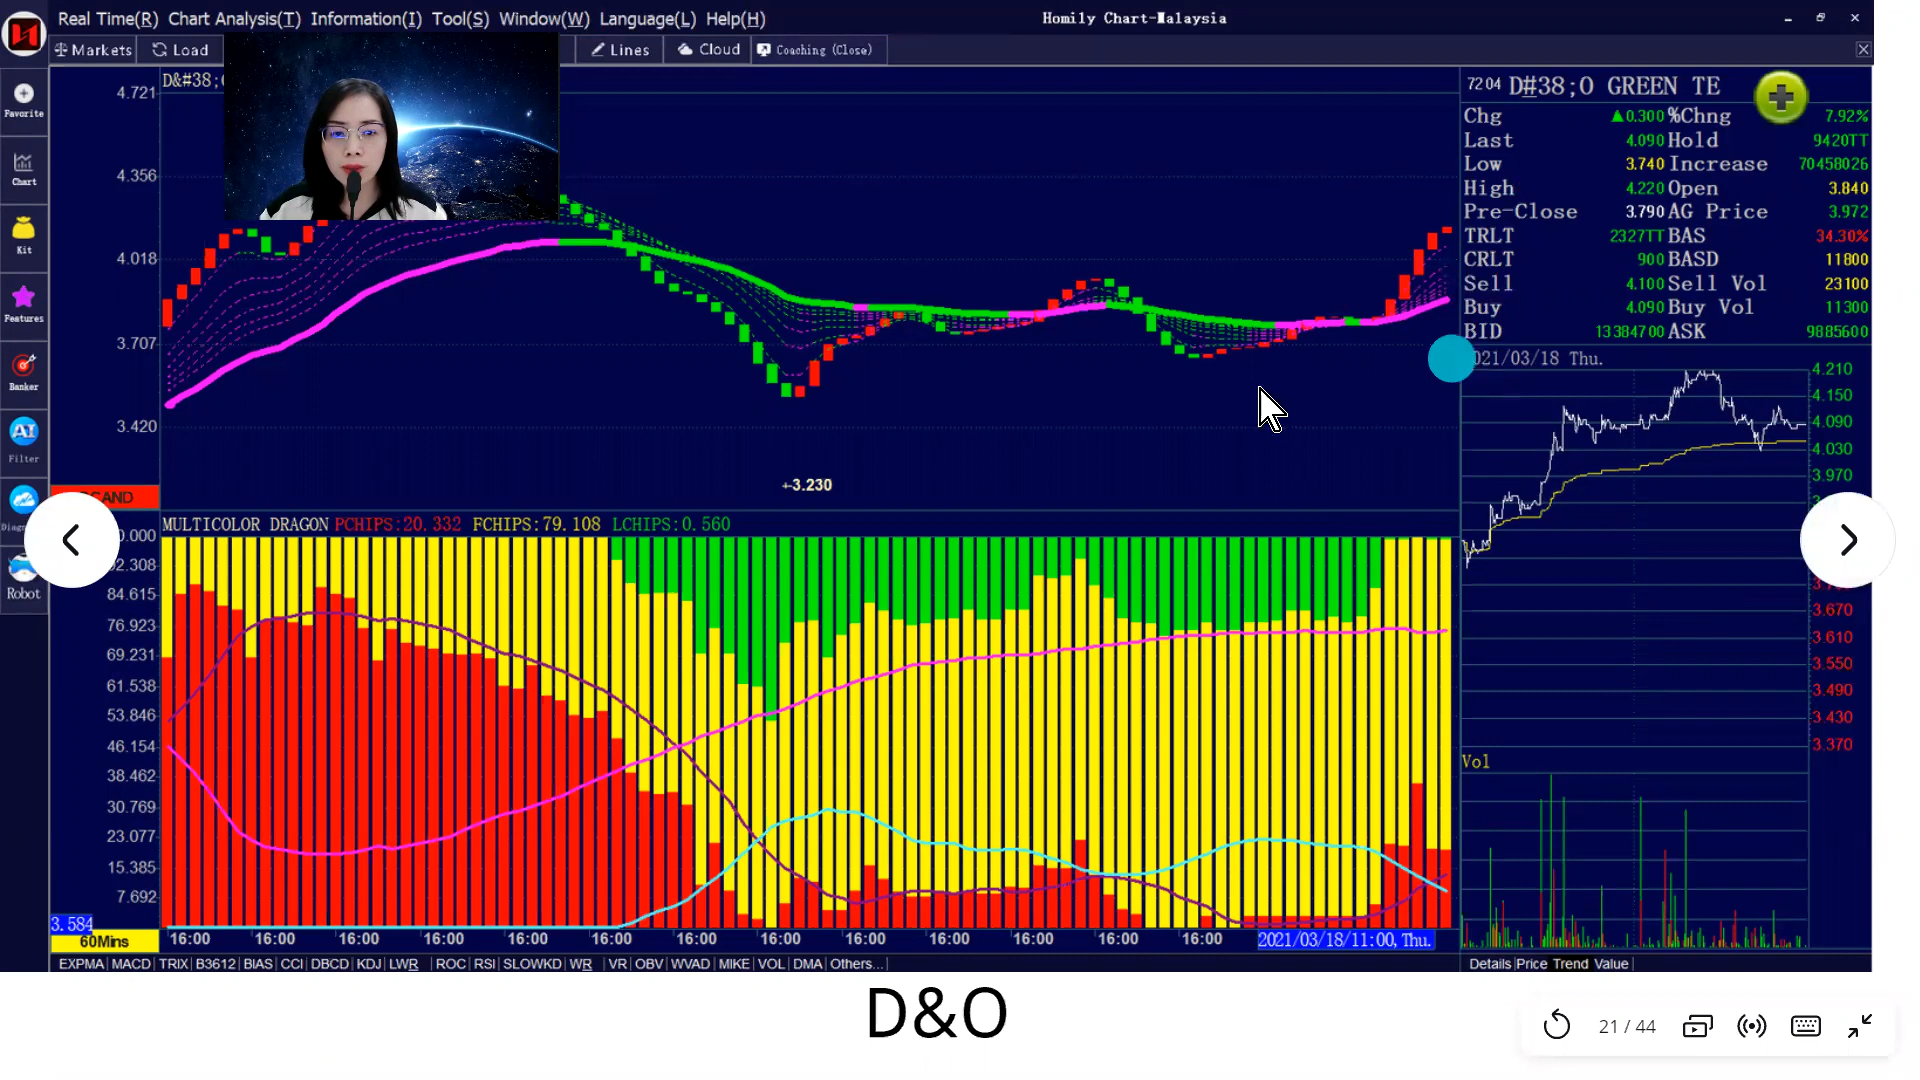 Real Time(R) Chart Analysis(T) Information(I) Tool(S) Window(W) Language(L) Help(H)
Homily Chart-Malaysia
Markets Load Lines Cloud Coaching (Close)
Favorite
Chart
Kit
Features
Banker
AI
Filter
Robot
D&#38;
4.721
4.356
4.018
3.707
3.420
3.230
MULTICOLOR DRAGON PCHIPS:20.332 FCHIPS:79.108 LCHIPS:0.560
84.615
76.923
69.231
61.538
53.846
46.154
38.462
30.769
23.077
15.385
7.692
3.584
60Mins
16:00 16:00 16:00 16:00 16:00 16:00 16:00 16:00 16:00 16:00 16:00 16:00 16:00 2021/03/18/11:00, Thu.
EXPMA MACD TRIX B3612 BIAS CCI DBCD KDJ LWR ROC RSI SLOWKD WR VR OBV WVAD MIKE VOL DMA Others...
7204 D#38;O GREEN TE
Chg ▲0.300 %Chng 7.92%
Last 4.090 Hold 9420TT
Low 3.740 Increase 70458026
High 4.220 Open 3.840
Pre-Close 3.790 AG Price 3.972
TRLT 2327TT BAS 34.30%
CRLT 900 BASD 11800
Sell 4.100 Sell Vol 23100
Buy 4.090 Buy Vol 11300
BID 13384700 ASK 9885600
021/03/18 Thu.
4.210
4.150
4.090
4.030
3.970
3.670
3.610
3.550
3.490
3.430
3.370
Vol
Details Price Trend Value
D&O
21 / 44